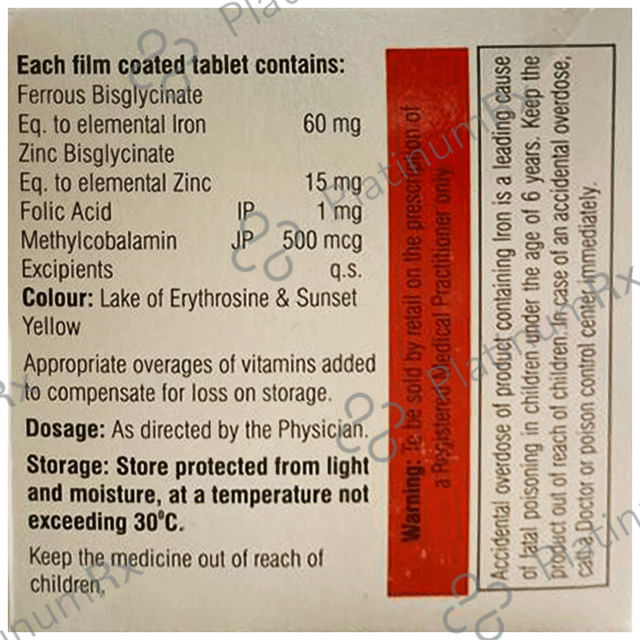 Each film coated tablet contains:
Ferrous Bisglycinate
Eq. to elemental Iron 60 mg
Zinc Bisglycinate
Eq. to elemental Zinc 15 mg
Folic Acid IP 1 mg
Methylcobalamin JP 500 mcg
Excipients q.s.
Colour: Lake of Erythrosine & Sunset
Yellow
Appropriate overages of vitamins added
to compensate for loss on storage.
Dosage: As directed by the Physician.
Storage: Store protected from light
and moisture, at a temperature not
exceeding 30°C.
Keep the medicine out of reach of
children.
Warning: To be sold by retail on the prescription of
a Registered Medical Practitioner only
Accidental overdose of product containing Iron is a leading cause
of fatal poisoning in children under the age of 6 years. Keep the
product out of reach of children. In case of an accidental overdose,
call a Doctor or poison control center immediately.
PlatinumRx
PlatinumRx
PlatinumRx